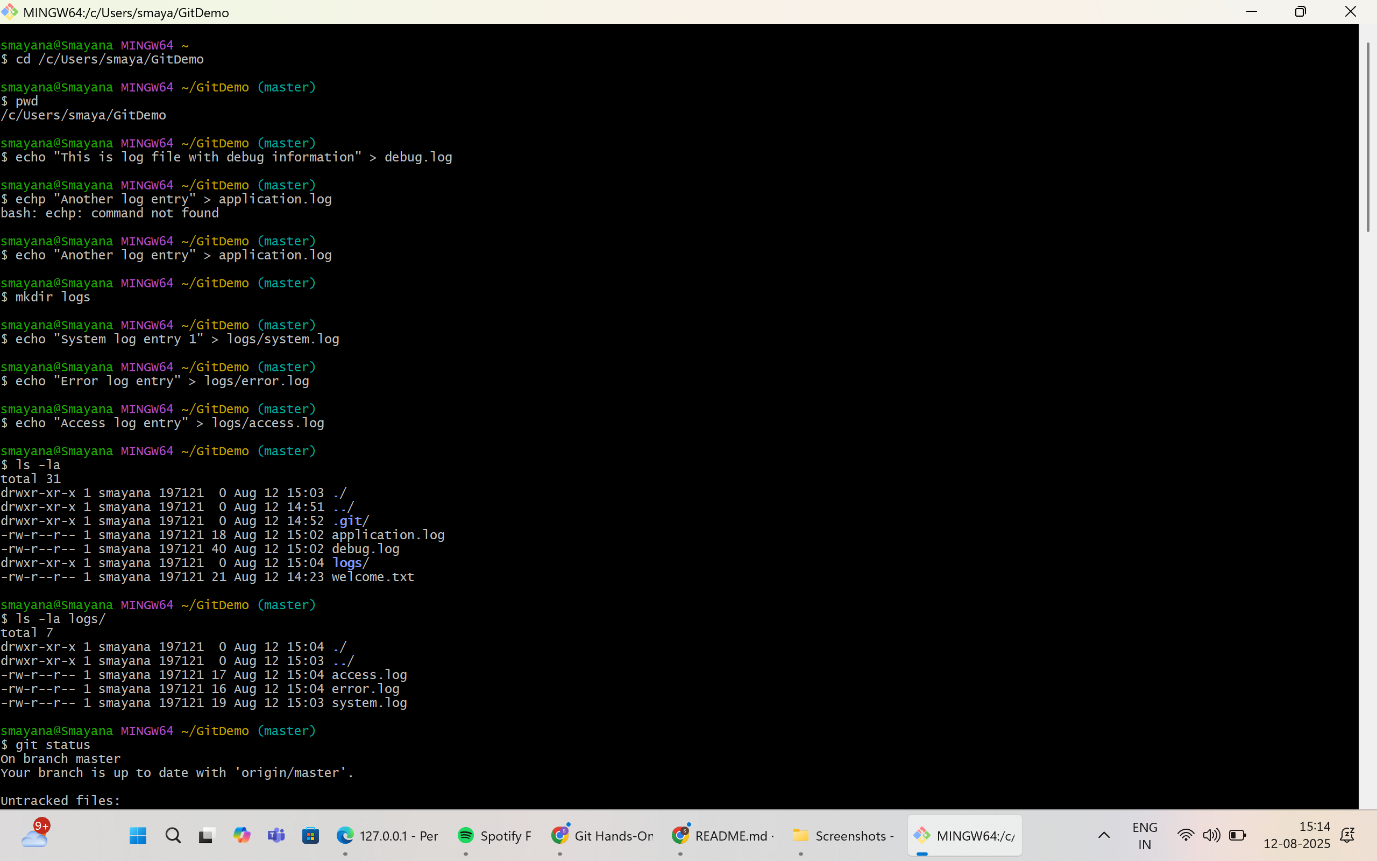 MINGW64:/c/Users/smaya/GitDemo
smayana@Smayana MINGW64 ~
$ cd /c/Users/smaya/GitDemo
smayana@Smayana MINGW64 ~/GitDemo (master)
$ pwd
/c/Users/smaya/GitDemo
smayana@Smayana MINGW64 ~/GitDemo (master)
$ echo "This is log file with debug information" > debug.log
smayana@Smayana MINGW64 ~/GitDemo (master)
$ echp "Another log entry" > application.log
bash: echp: command not found
smayana@Smayana MINGW64 ~/GitDemo (master)
$ echo "Another log entry" > application.log
smayana@Smayana MINGW64 ~/GitDemo (master)
$ mkdir logs
smayana@Smayana MINGW64 ~/GitDemo (master)
$ echo "System log entry 1" > logs/system.log
smayana@Smayana MINGW64 ~/GitDemo (master)
$ echo "Error log entry" > logs/error.log
smayana@Smayana MINGW64 ~/GitDemo (master)
$ echo "Access log entry" > logs/access.log
smayana@Smayana MINGW64 ~/GitDemo (master)
$ ls -la
total 31
drwxr-xr-x 1 smayana 197121  0 Aug 12 15:03 ./
drwxr-xr-x 1 smayana 197121  0 Aug 12 14:51 ../
drwxr-xr-x 1 smayana 197121  0 Aug 12 14:52 .git/
-rw-r--r-- 1 smayana 197121 18 Aug 12 15:02 application.log
-rw-r--r-- 1 smayana 197121 40 Aug 12 15:02 debug.log
drwxr-xr-x 1 smayana 197121  0 Aug 12 15:04 logs/
-rw-r--r-- 1 smayana 197121 21 Aug 12 14:23 welcome.txt
smayana@Smayana MINGW64 ~/GitDemo (master)
$ ls -la logs/
total 7
drwxr-xr-x 1 smayana 197121  0 Aug 12 15:04 ./
drwxr-xr-x 1 smayana 197121  0 Aug 12 15:03 ../
-rw-r--r-- 1 smayana 197121 17 Aug 12 15:04 access.log
-rw-r--r-- 1 smayana 197121 16 Aug 12 15:04 error.log
-rw-r--r-- 1 smayana 197121 19 Aug 12 15:03 system.log
smayana@Smayana MINGW64 ~/GitDemo (master)
$ git status
On branch master
Your branch is up to date with 'origin/master'.
Untracked files:
9+
127.0.0.1 - Per
Spotify F
Git Hands-On
README.md ·
Screenshots -
MINGW64:/c/
ENG
IN
15:14
12-08-2025